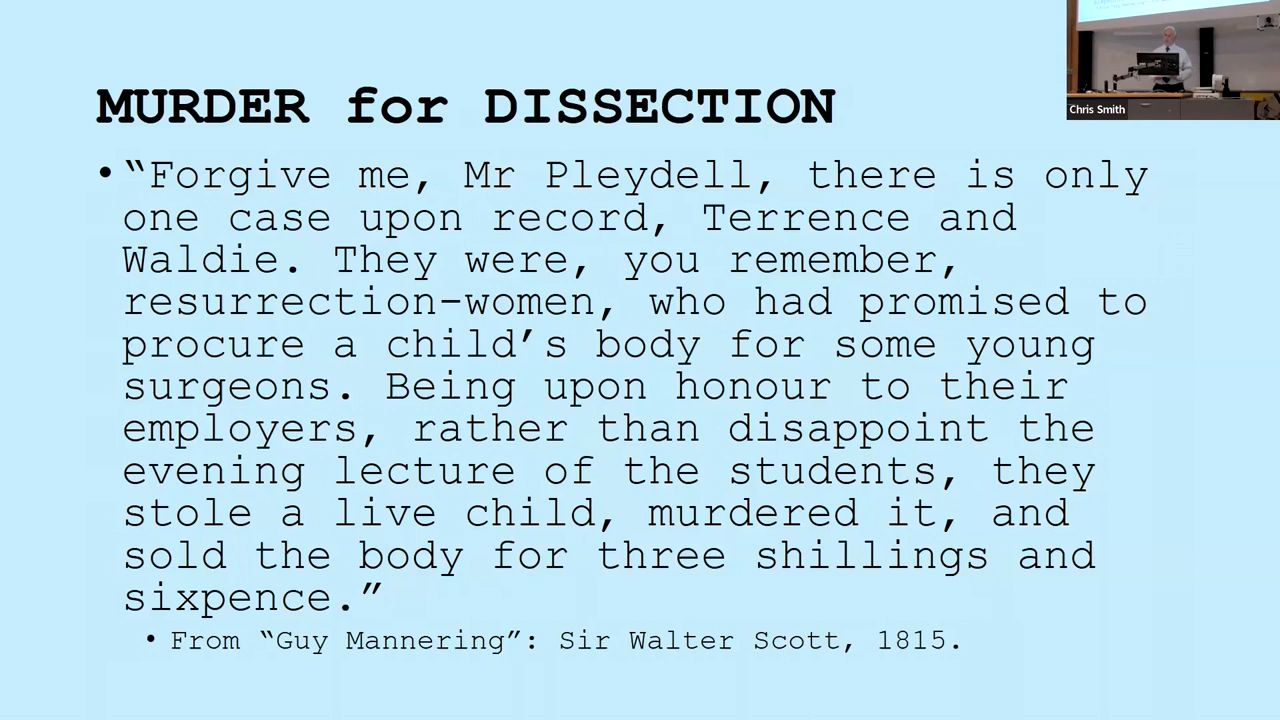 MURDER for DISSECTION
• “Forgive me, Mr Pleydell, there is only
one case upon record, Terrence and
Waldie. They were, you remember,
resurrection-women, who had promised to
procure a child’s body for some young
surgeons. Being upon honour to their
employers, rather than disappoint the
evening lecture of the students, they
stole a live child, murdered it, and
sold the body for three shillings and
sixpence.”
• From “Guy Mannering”: Sir Walter Scott, 1815.
Chris Smith